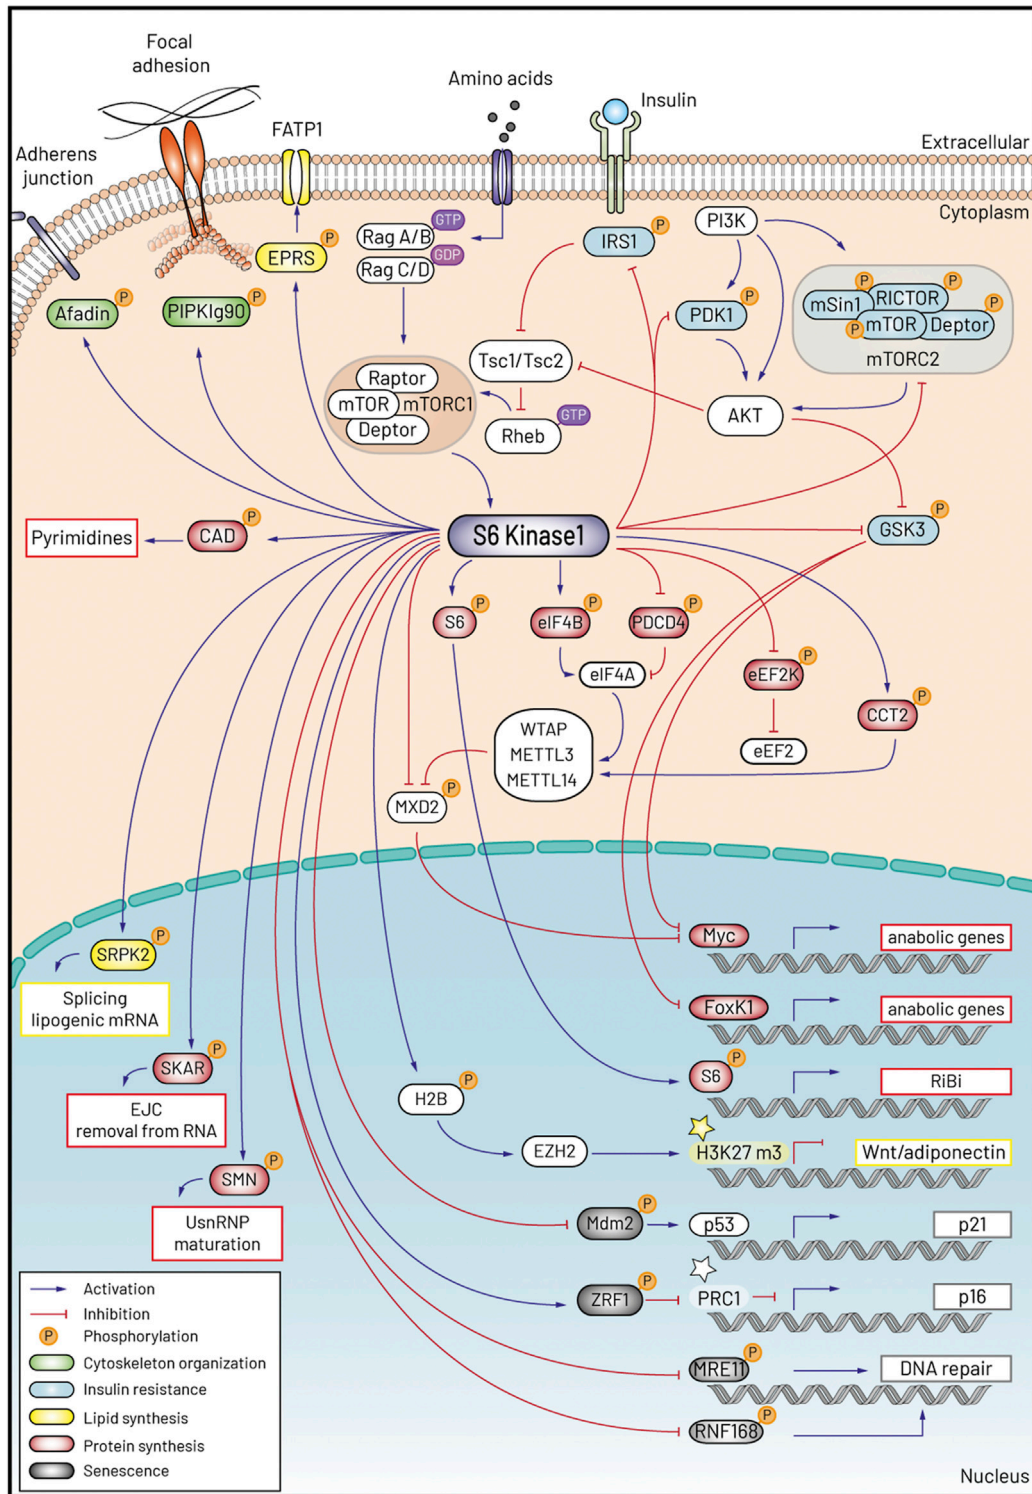 Focal
adhesion
Amino acids
Insulin
FATP1
Extracellular
Adherens
junction
Cytoplasm
GTP
Rag A/B
GDP
Rag C/D
P
IRS1
PI3K
P
EPRS
P
Afadin
P
PIPKIg90
P
PDK1
P
P
mSin1
RICTOR
P
P
mTOR
Deptor
mTORC2
Tsc1/Tsc2
Raptor
mTOR
mTORC1
Deptor
GTP
Rheb
AKT
P
CAD
Pyrimidines
S6 Kinase1
P
GSK3
P
S6
P
eIF4B
P
PDCD4
eIF4A
P
eEF2K
P
CCT2
eEF2
WTAP
METTL3
METTL14
P
MXD2
P
SRPK2
Splicing
lipogenic mRNA
Myc
anabolic genes
FoxK1
anabolic genes
P
SKAR
EJC
removal from RNA
P
S6
RiBi
P
H2B
EZH2
H3K27 m3
Wnt/adiponectin
P
SMN
UsnRNP
maturation
P
Mdm2
p53
p21
P
ZRF1
PRC1
p16
P
MRE11
DNA repair
P
RNF168
Nucleus
Activation
Inhibition
P
Phosphorylation
Cytoskeleton organization
Insulin resistance
Lipid synthesis
Protein synthesis
Senescence